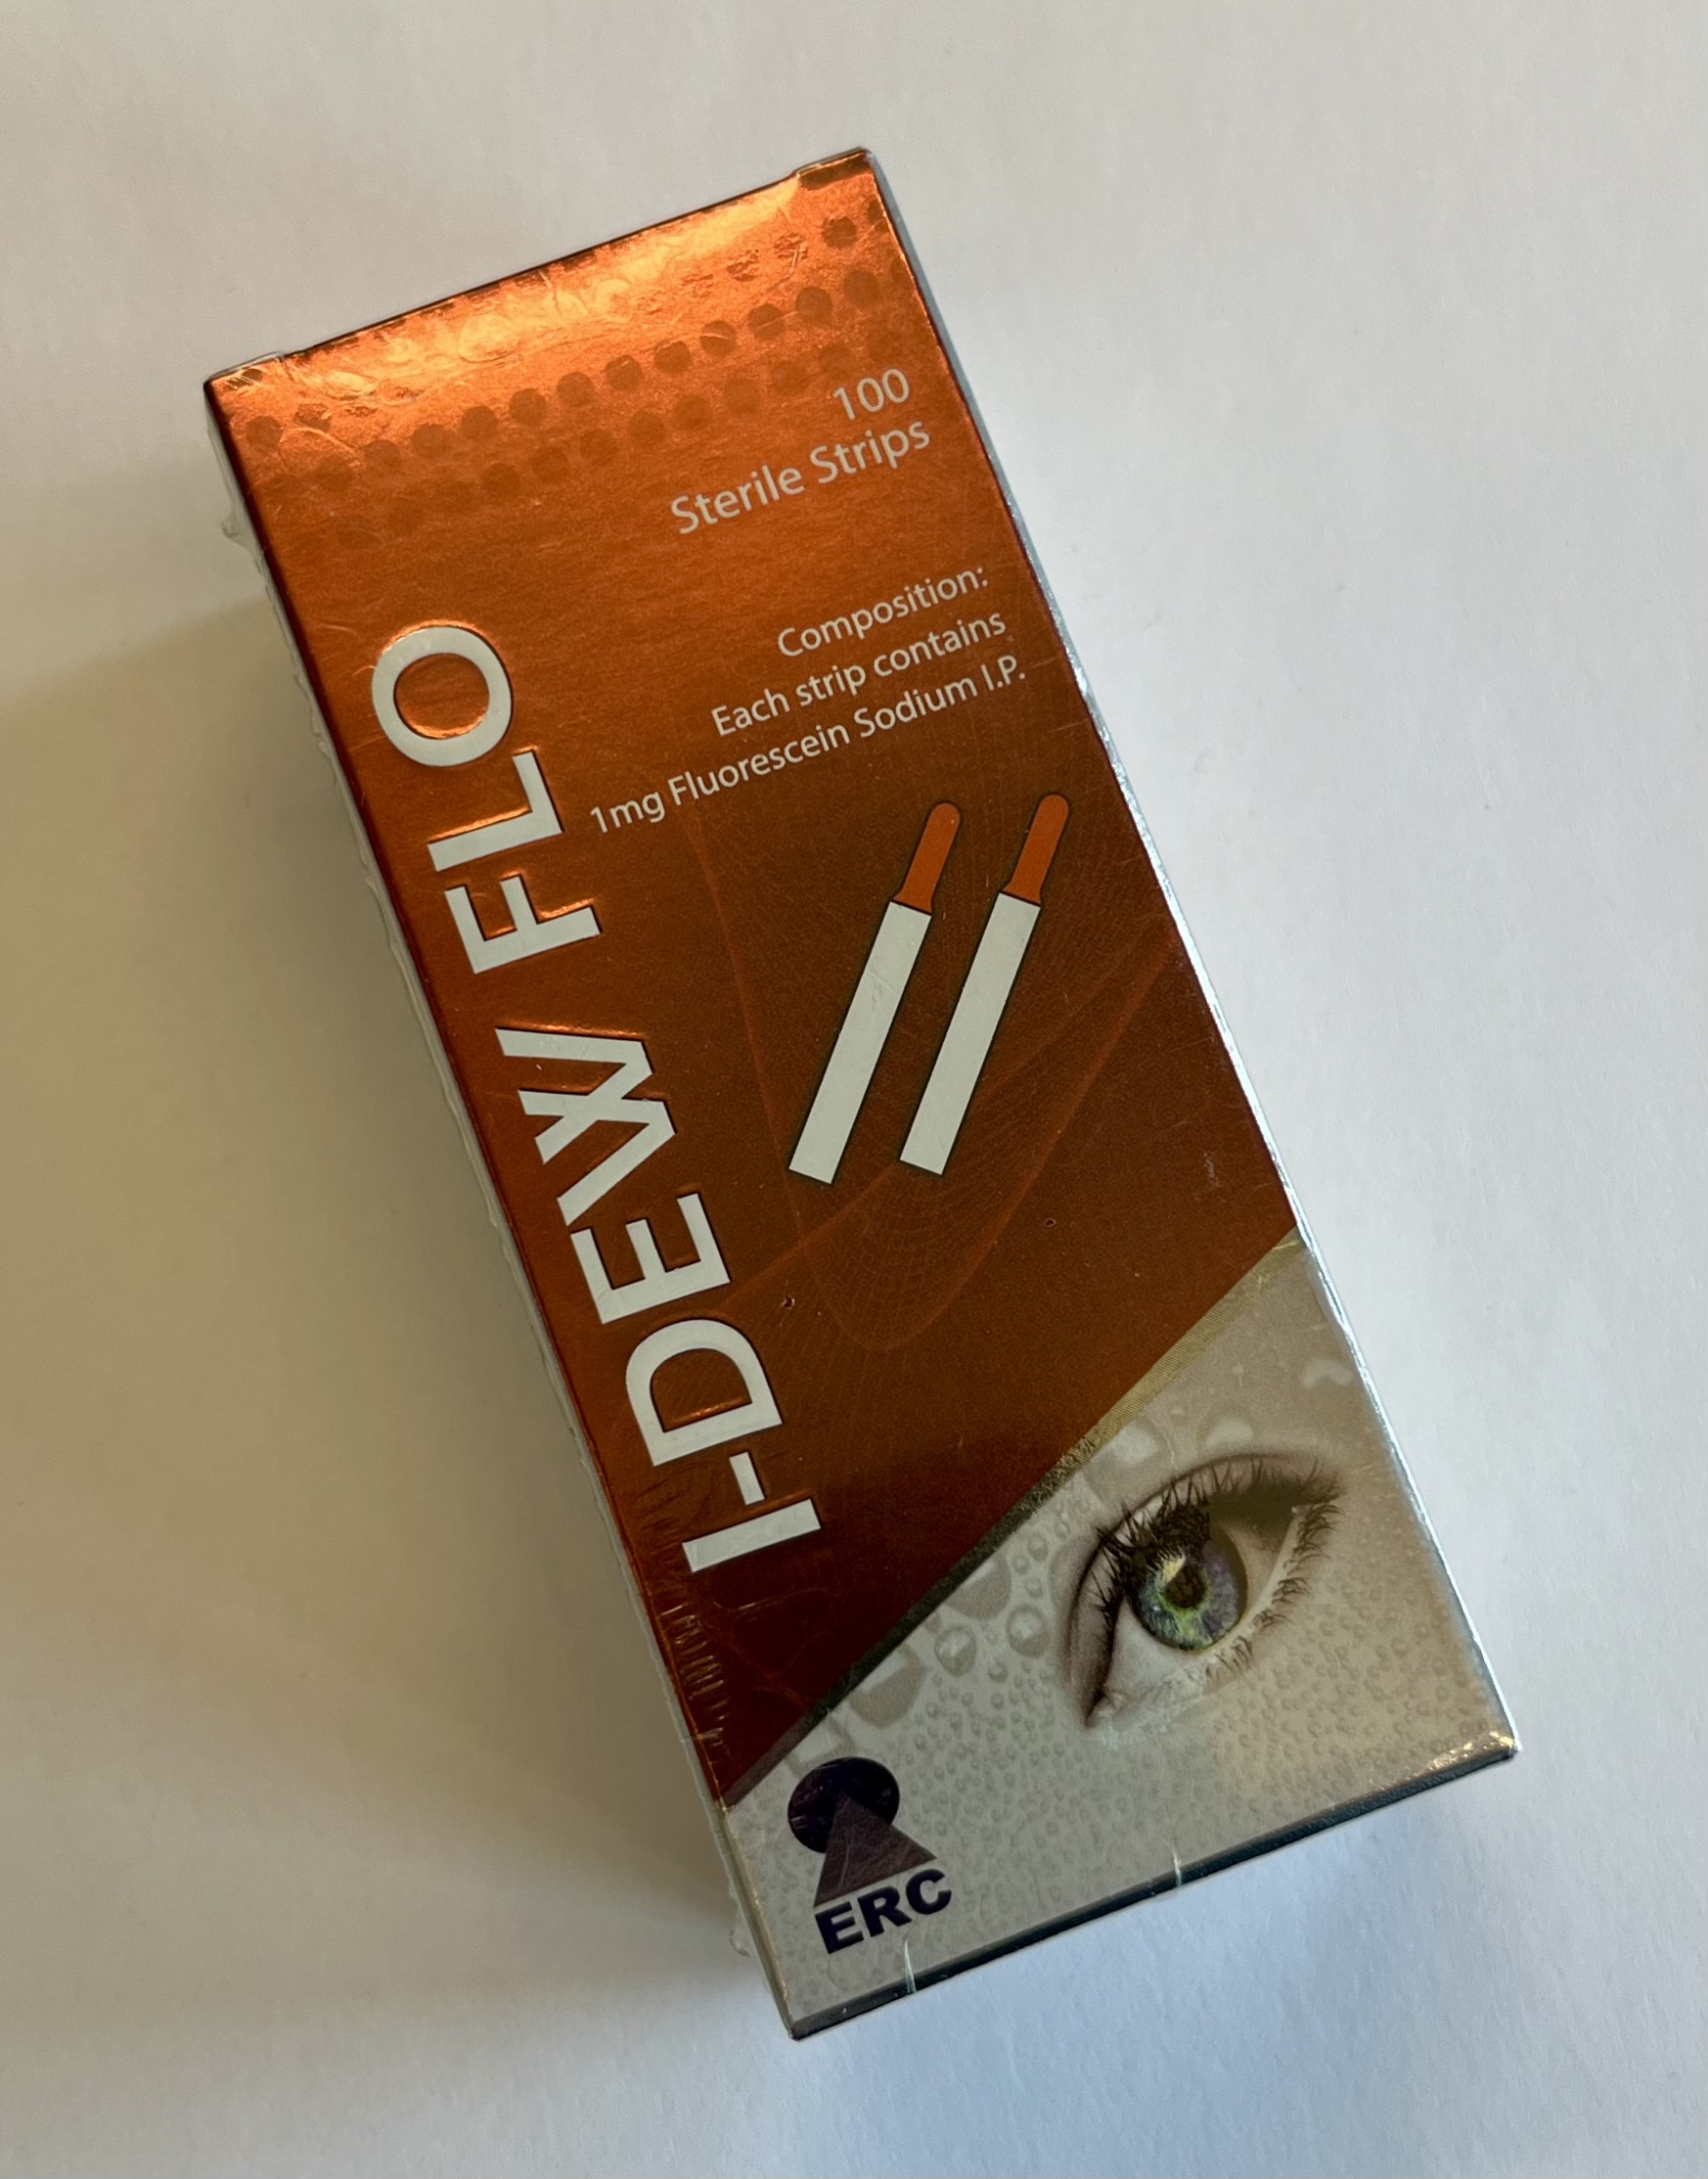 100
Sterile Strips
Composition:
Each strip contains
1mg Fluorescein Sodium I.P.
I-DEW FLO
ERC